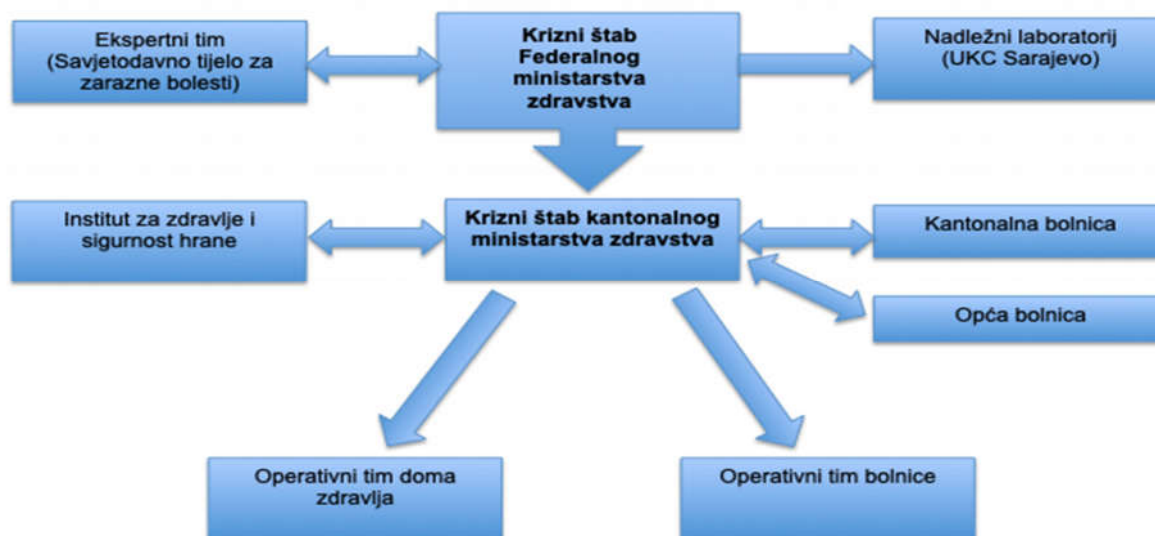 Ekspertni tim
(Savjetodavno tijelo za
zarazne bolesti)
Krizni štab
Federalnog
ministarstva
zdravstva
Nadležni laboratorij
(UKC Sarajevo)
Institut za zdravlje i
sigurnost hrane
Krizni štab kantonalnog
ministarstva zdravstva
Kantonalna bolnica
Opća bolnica
Operativni tim doma
zdravlja
Operativni tim bolnice